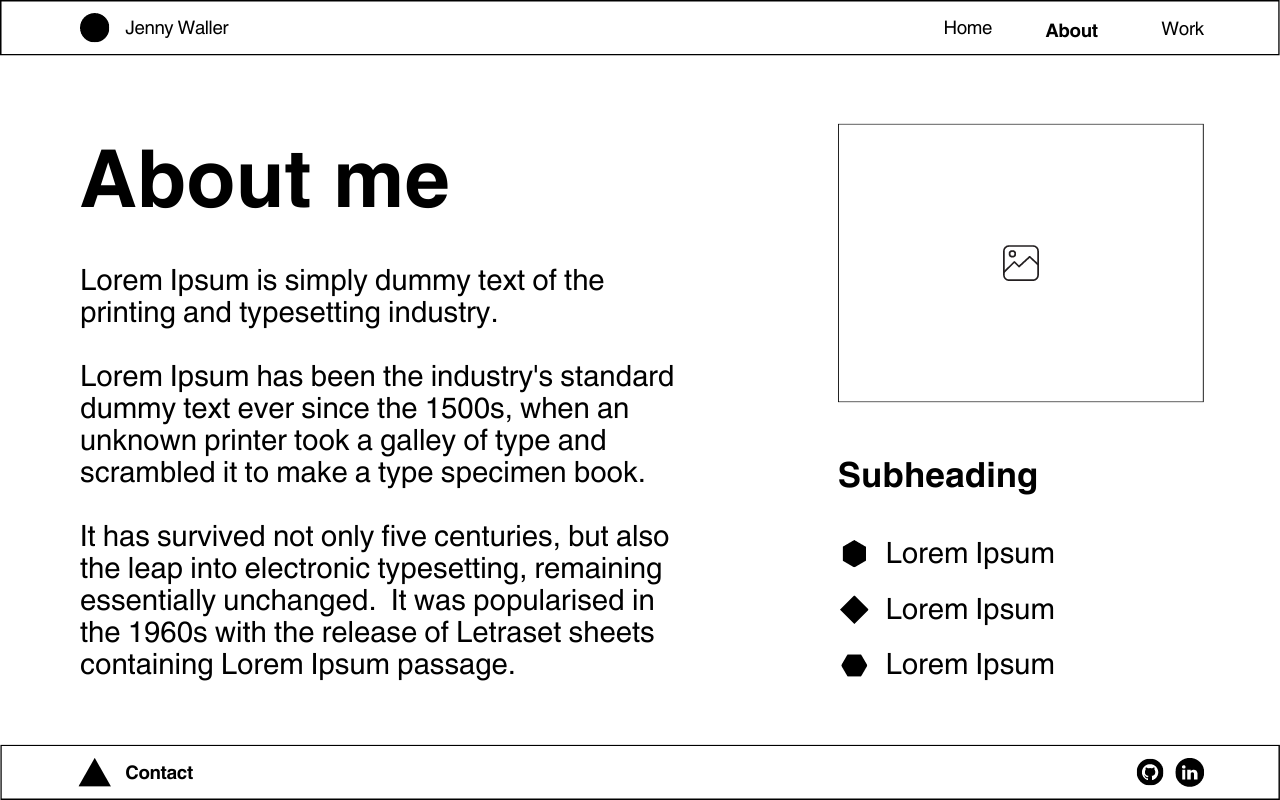 Jenny Waller
Home
About
Work
About me
Lorem Ipsum is simply dummy text of the
printing and typesetting industry.
Lorem Ipsum has been the industry's standard
dummy text ever since the 1500s, when an
unknown printer took a galley of type and
scrambled it to make a type specimen book.
It has survived not only five centuries, but also
the leap into electronic typesetting, remaining
essentially unchanged.  It was popularised in
the 1960s with the release of Letraset sheets
containing Lorem Ipsum passage.
Subheading
Lorem Ipsum
Lorem Ipsum
Lorem Ipsum
Contact
in